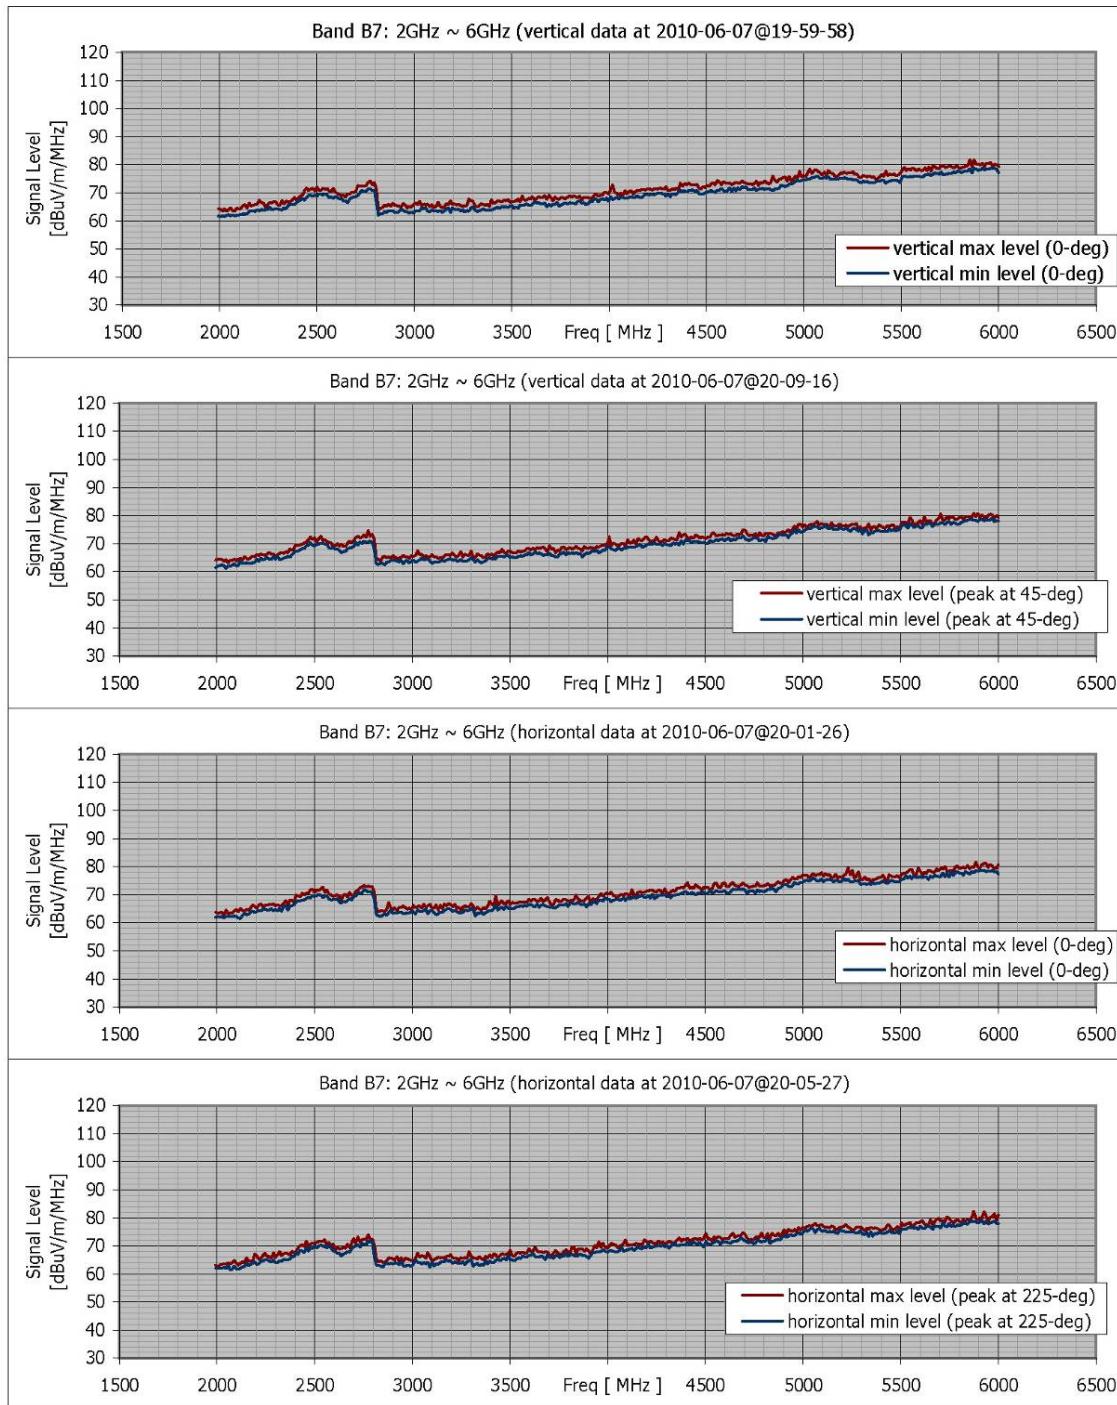 Band B7: 2GHz ~ 6GHz (vertical data at 2010-06-07@19-59-58)
120
110
100
90
80
70
60
50
40
30
Signal Level
[dBuV/m/MHz]
vertical max level (0-deg)
vertical min level (0-deg)
1500 2000 2500 3000 3500 Freq [ MHz ] 4500 5000 5500 6000 6500
Band B7: 2GHz ~ 6GHz (vertical data at 2010-06-07@20-09-16)
120
110
100
90
80
70
60
50
40
30
Signal Level
[dBuV/m/MHz]
vertical max level (peak at 45-deg)
vertical min level (peak at 45-deg)
1500 2000 2500 3000 3500 Freq [ MHz ] 4500 5000 5500 6000 6500
Band B7: 2GHz ~ 6GHz (horizontal data at 2010-06-07@20-01-26)
120
110
100
90
80
70
60
50
40
30
Signal Level
[dBuV/m/MHz]
horizontal max level (0-deg)
horizontal min level (0-deg)
1500 2000 2500 3000 3500 Freq [ MHz ] 4500 5000 5500 6000 6500
Band B7: 2GHz ~ 6GHz (horizontal data at 2010-06-07@20-05-27)
120
110
100
90
80
70
60
50
40
30
Signal Level
[dBuV/m/MHz]
horizontal max level (peak at 225-deg)
horizontal min level (peak at 225-deg)
1500 2000 2500 3000 3500 Freq [ MHz ] 4500 5000 5500 6000 6500